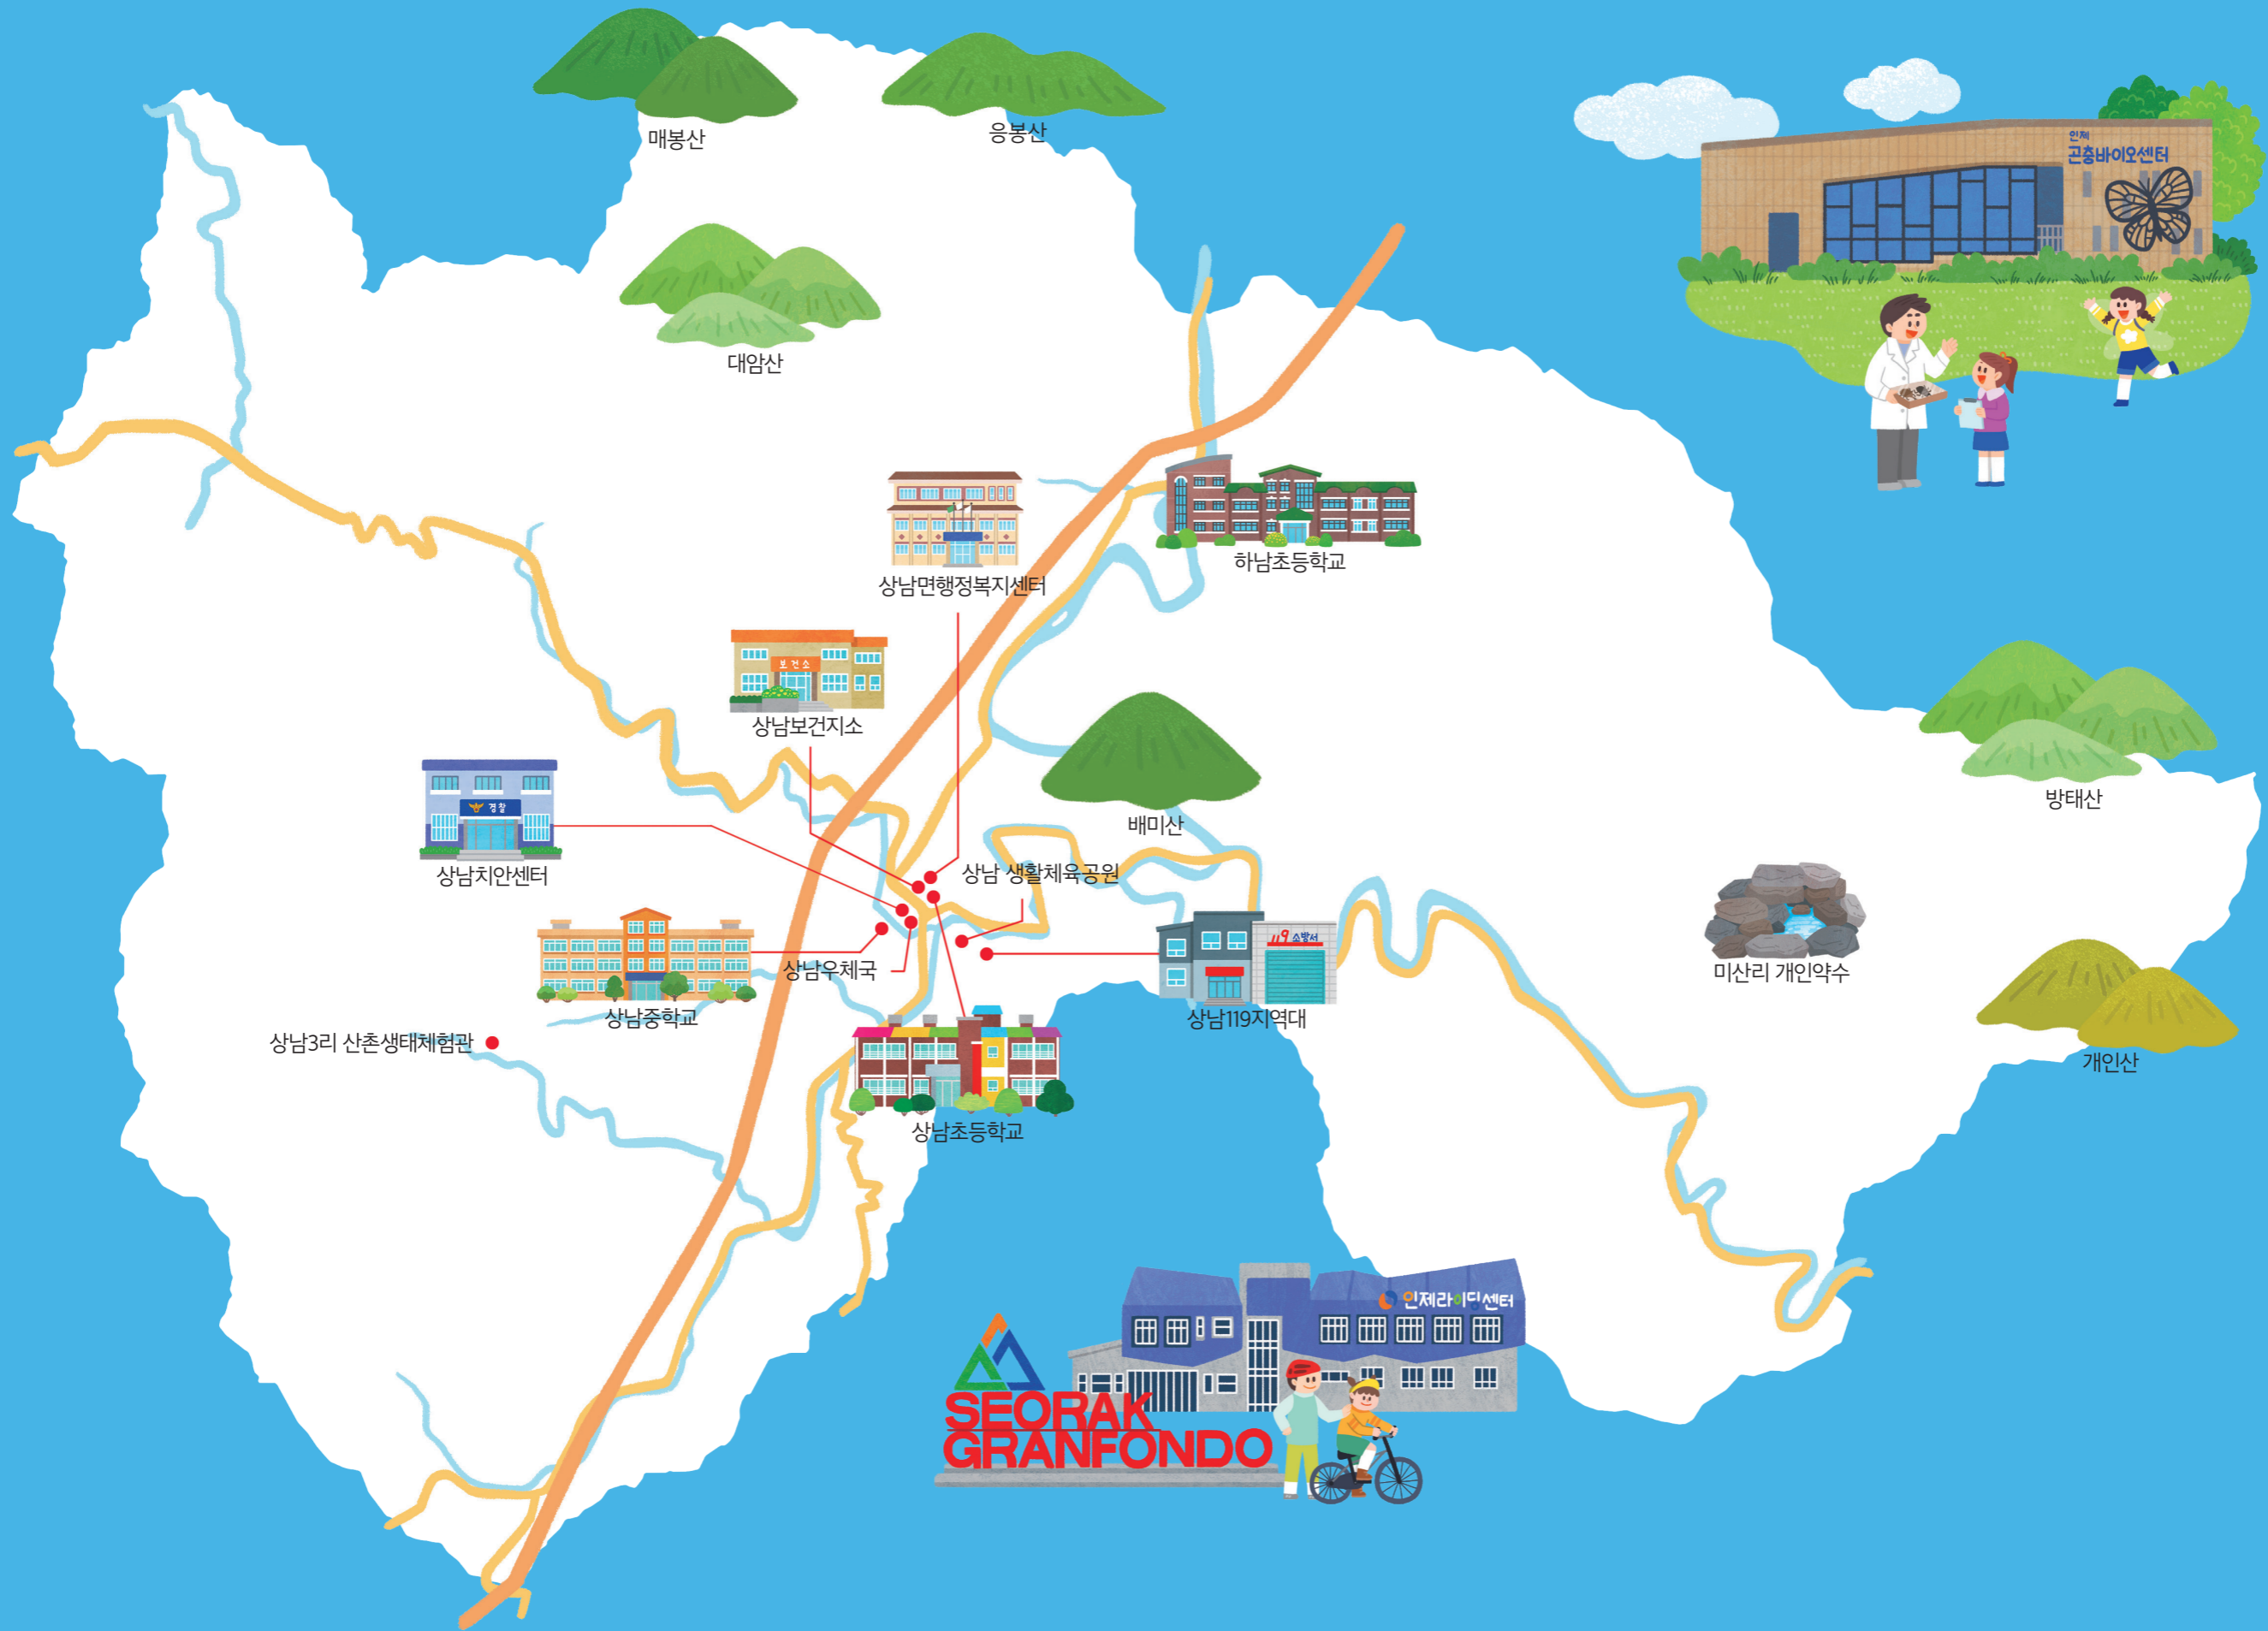 매봉산
응봉산
인제
곤충바이오센터
대암산
상남면행정복지센터
하남초등학교
보건소
상남보건지소
경찰
상남치안센터
배미산
방태산
상남 생활체육공원
119 소방서
상남우체국
미산리 개인약수
상남중학교
상남119지역대
상남3리 산촌생태체험관
개인산
상남초등학교
인제라이딩센터
SEORAK
GRANFONDO